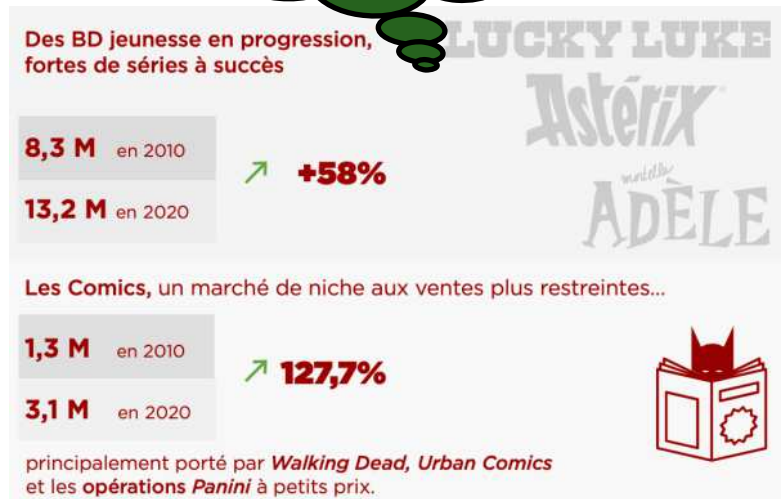 Des BD jeunesse en progression,
fortes de séries à succès
LUCKY LUKE
Astérix
mortelle
ADÈLE
8,3 M en 2010
+58%
13,2 M en 2020
Les Comics, un marché de niche aux ventes plus restreintes...
1,3 M en 2010
127,7%
3,1 M en 2020
principalement porté par Walking Dead, Urban Comics
et les opérations Panini à petits prix.